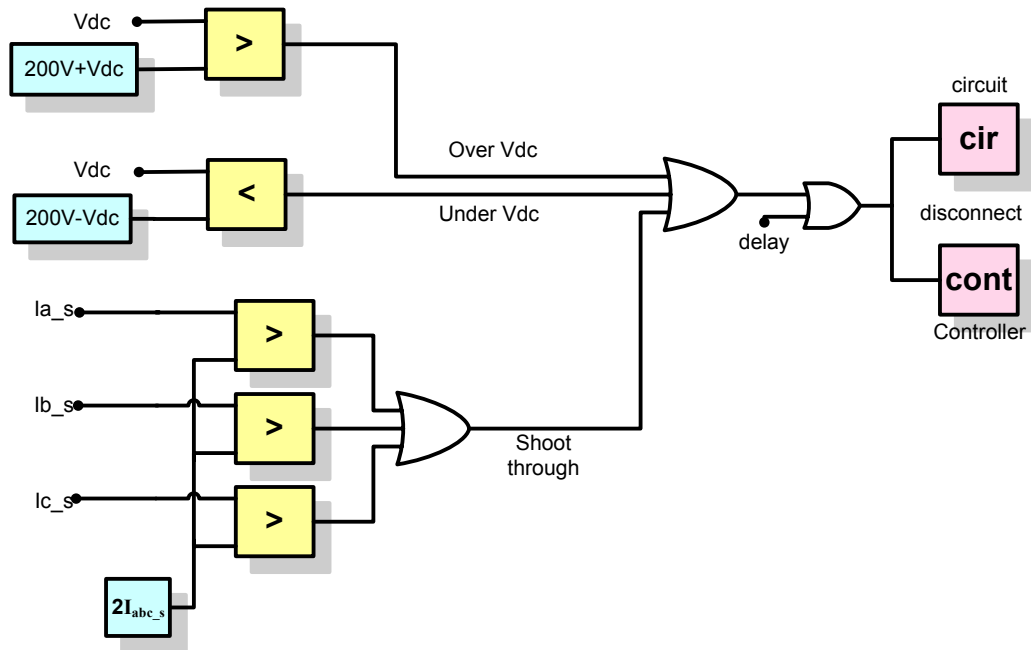 Vdc
200V+Vdc
>
Vdc
200V-Vdc
<
Over Vdc
Under Vdc
delay
circuit
cir
disconnect
cont
Controller
Ia_s
>
Ib_s
>
Ic_s
>
Shoot
through
2Iabc_s